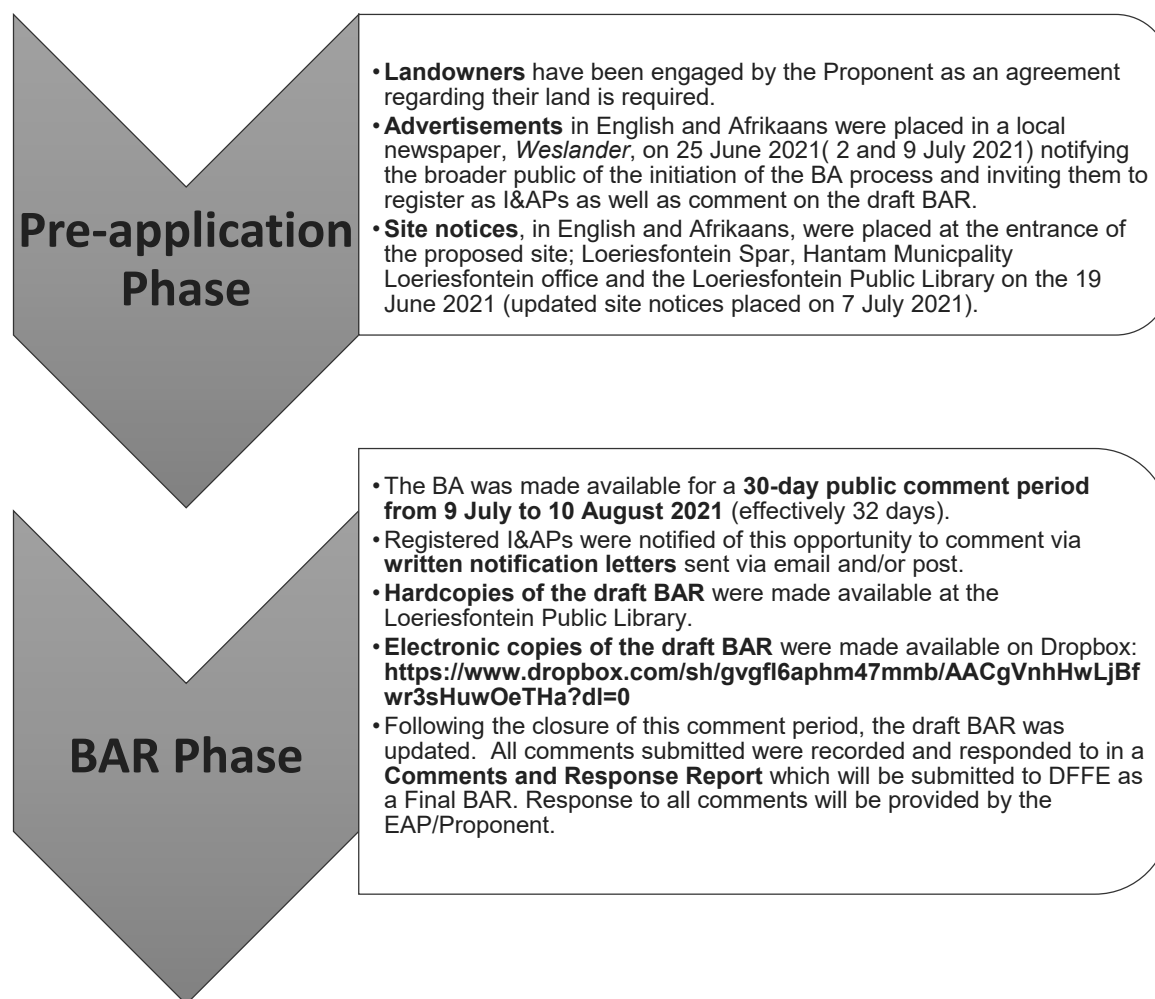 Pre-application
Phase
•Landowners have been engaged by the Proponent as an agreement
regarding their land is required.
•Advertisements in English and Afrikaans were placed in a local
newspaper, Weslander, on 25 June 2021( 2 and 9 July 2021) notifying
the broader public of the initiation of the BA process and inviting them to
register as I&APs as well as comment on the draft BAR.
•Site notices, in English and Afrikaans, were placed at the entrance of
the proposed site; Loeriesfontein Spar, Hantam Municpality
Loeriesfontein office and the Loeriesfontein Public Library on the 19
June 2021 (updated site notices placed on 7 July 2021).
BAR Phase
•The BA was made available for a 30-day public comment period
from 9 July to 10 August 2021 (effectively 32 days).
•Registered I&APs were notified of this opportunity to comment via
written notification letters sent via email and/or post.
•Hardcopies of the draft BAR were made available at the
Loeriesfontein Public Library.
•Electronic copies of the draft BAR were made available on Dropbox:
https://www.dropbox.com/sh/gvgfl6aphm47mmb/AACgVnhHwLjBf
wr3sHuwOeTHa?dl=0
•Following the closure of this comment period, the draft BAR was
updated.  All comments submitted were recorded and responded to in a
Comments and Response Report which will be submitted to DFFE as
a Final BAR. Response to all comments will be provided by the
EAP/Proponent.